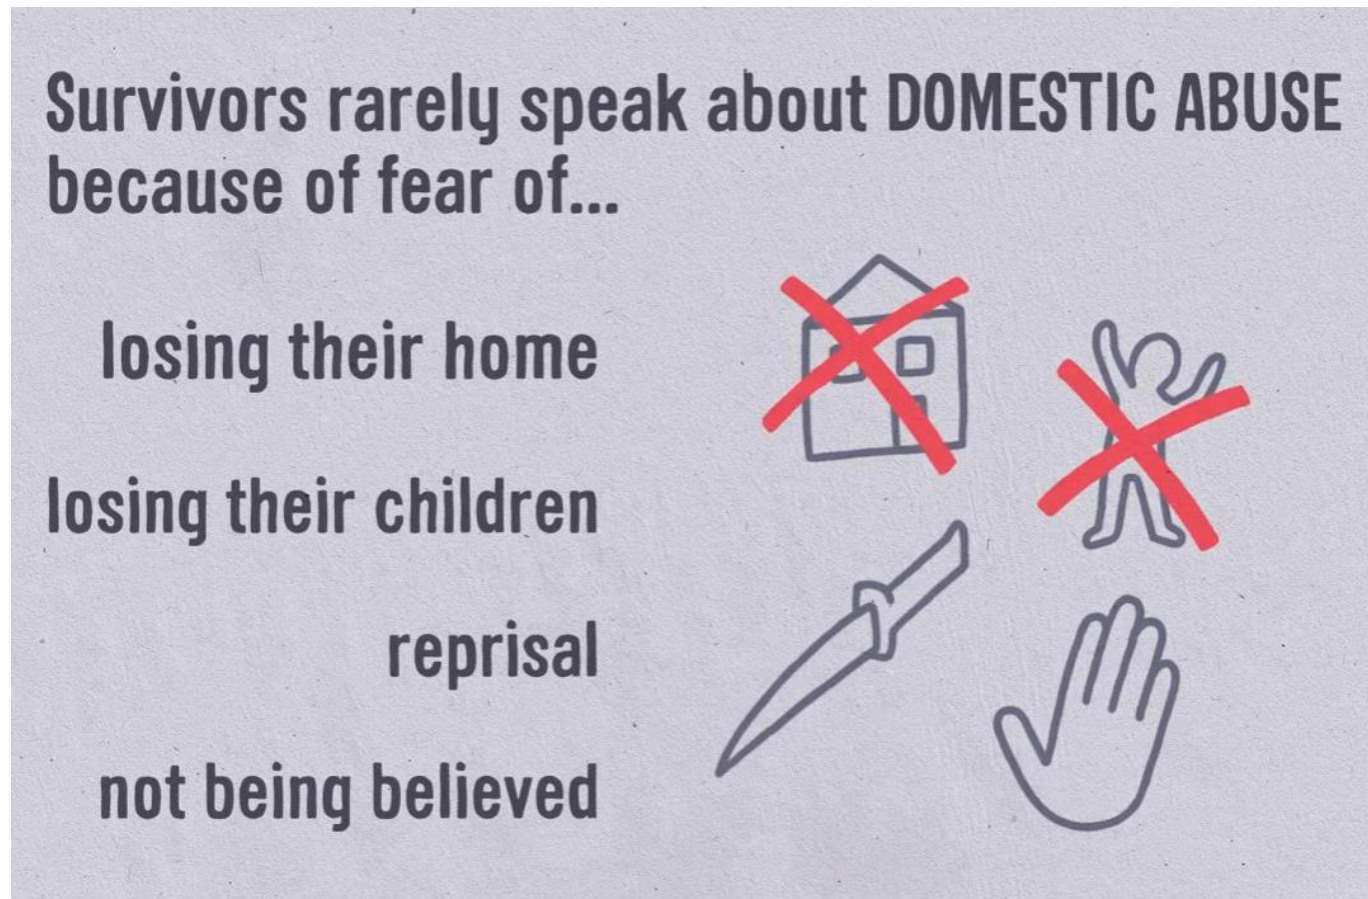 Survivors rarely speak about DOMESTIC ABUSE
because of fear of...
losing their home
losing their children
reprisal
not being believed